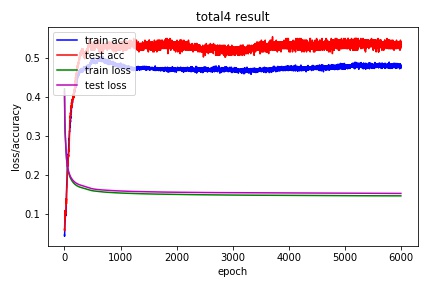 total4 result
train acc
test acc
train loss
test loss
loss/accuracy
0.5
0.4
0.3
0.2
0.1
0
1000
2000
3000
4000
5000
6000
epoch